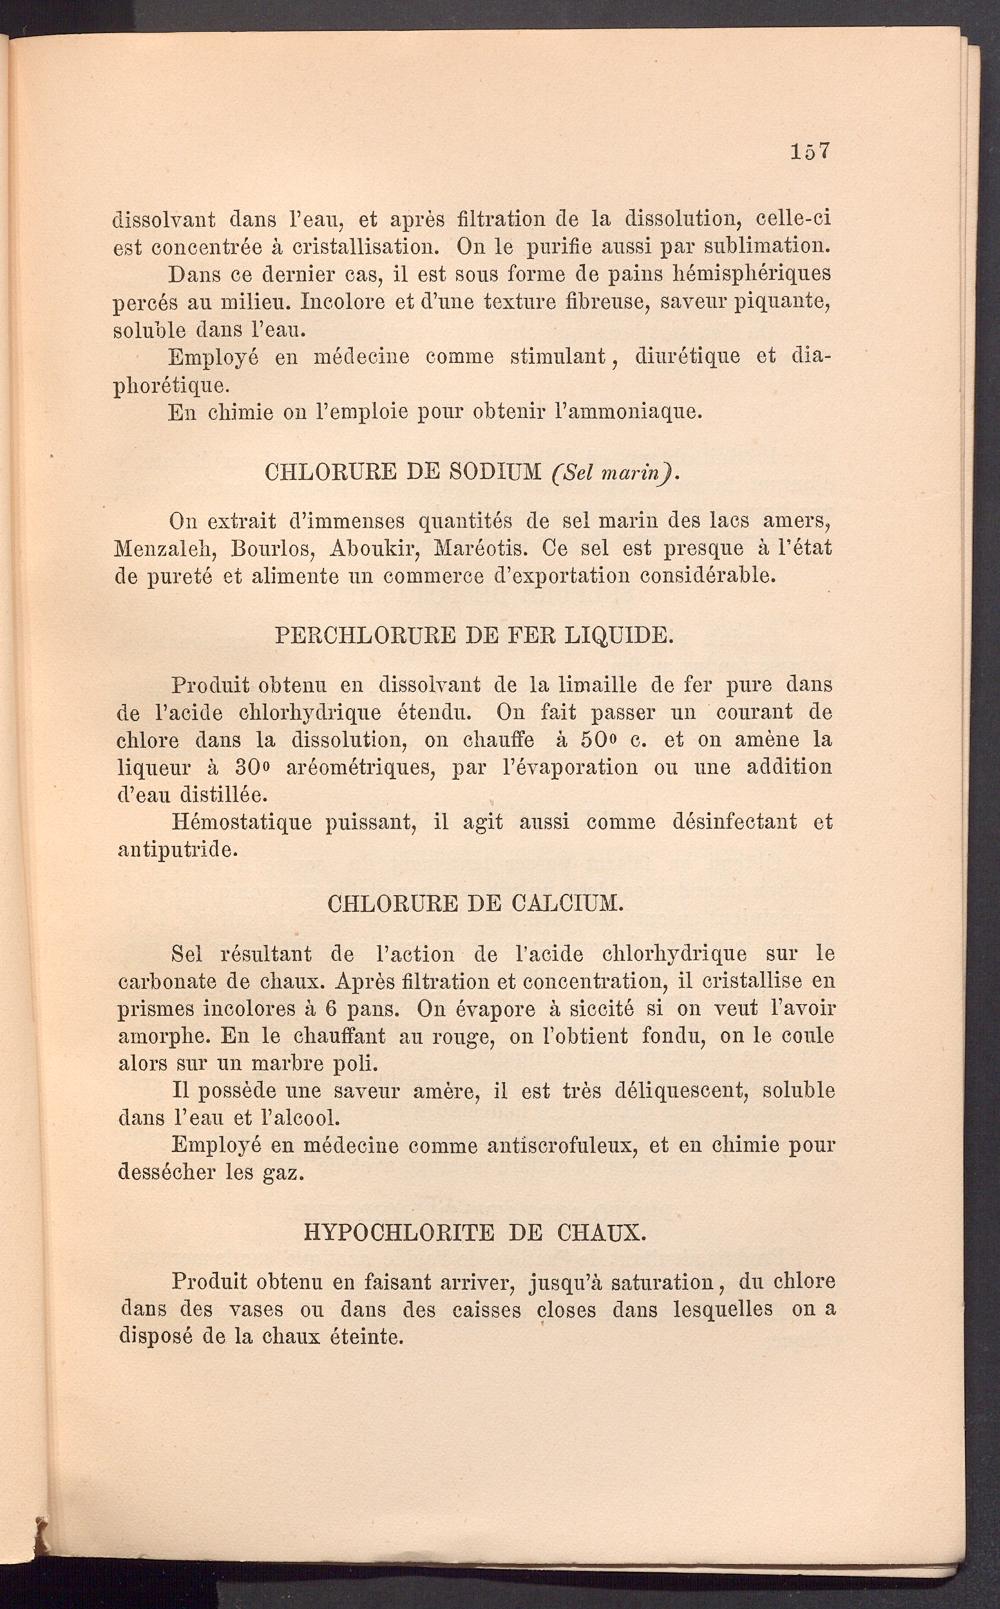 157
dissolvant dans l'eau, et après filtration de la dissolution, celle-ci
est concentrée à cristallisation. On le purifie aussi par sublimation.
Dans ce dernier cas, il est sous forme de pains hémisphériques
percés au milieu. Incolore et d'une texture fibreuse, saveur piquante,
soluble dans l'eau.
Employé en médecine comme stimulant, diurétique et dia-
phorétique.
En chimie on l'emploie pour obtenir l'ammoniaque.
CHLORURE DE SODIUM (Sel marin).
On extrait d'immenses quantités de sel marin des lacs amers,
Menzaleh, Bourlos, Aboukir, Maréotis. Ce sel est presque à l'état
de pureté et alimente un commerce d'exportation considérable.
PERCHLORURE DE FER LIQUIDE.
Produit obtenu en dissolvant de la limaille de fer pure dans
de l'acide chlorhydrique étendu. On fait passer un courant de
chlore dans la dissolution, on chauffe à 50º c. et on amène la
liqueur à 30º aréométriques, par l'évaporation ou une addition
d'eau distillée.
Hémostatique puissant, il agit aussi comme désinfectant et
antiputride.
CHLORURE DE CALCIUM.
Sel résultant de l'action de l'acide chlorhydrique sur le
carbonate de chaux. Après filtration et concentration, il cristallise en
prismes incolores à 6 pans. On évapore à siccité si on veut l'avoir
amorphe. En le chauffant au rouge, on l'obtient fondu, on le coule
alors sur un marbre poli.
Il possède une saveur amère, il est très déliquescent, soluble
dans l'eau et l'alcool.
Employé en médecine comme antiscrofuleux, et en chimie pour
dessécher les gaz.
HYPOCHLORITE DE CHAUX.
Produit obtenu en faisant arriver, jusqu'à saturation, du chlore
dans des vases ou dans des caisses closes dans lesquelles on a
disposé de la chaux éteinte.